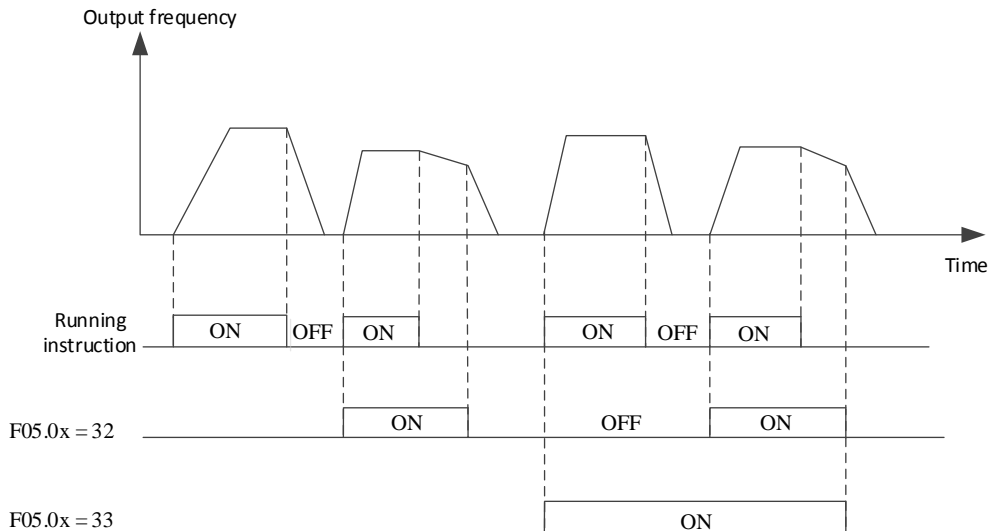 Output frequency
Time
Running
instruction
ON
OFF
ON
ON
OFF
ON
F05.0x = 32
ON
OFF
ON
F05.0x = 33
ON